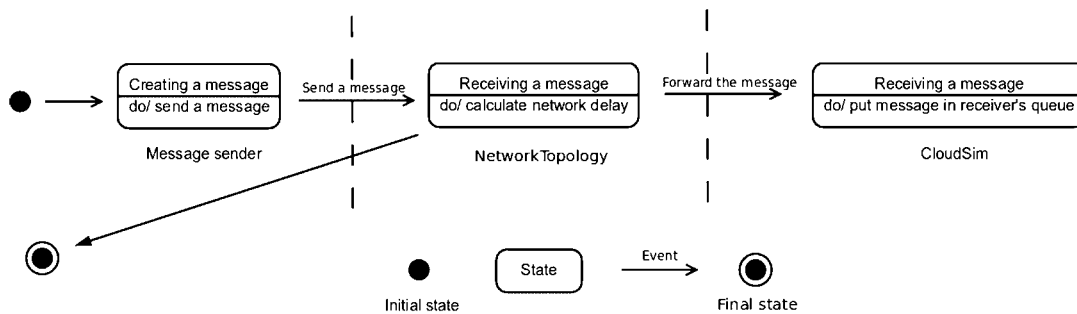 Creating a message
do/ send a message
Message sender
Send a message
Receiving a message
do/ calculate network delay
NetworkTopology
Forward the message
Receiving a message
do/ put message in receiver's queue
CloudSim
Initial state
State
Event
Final state